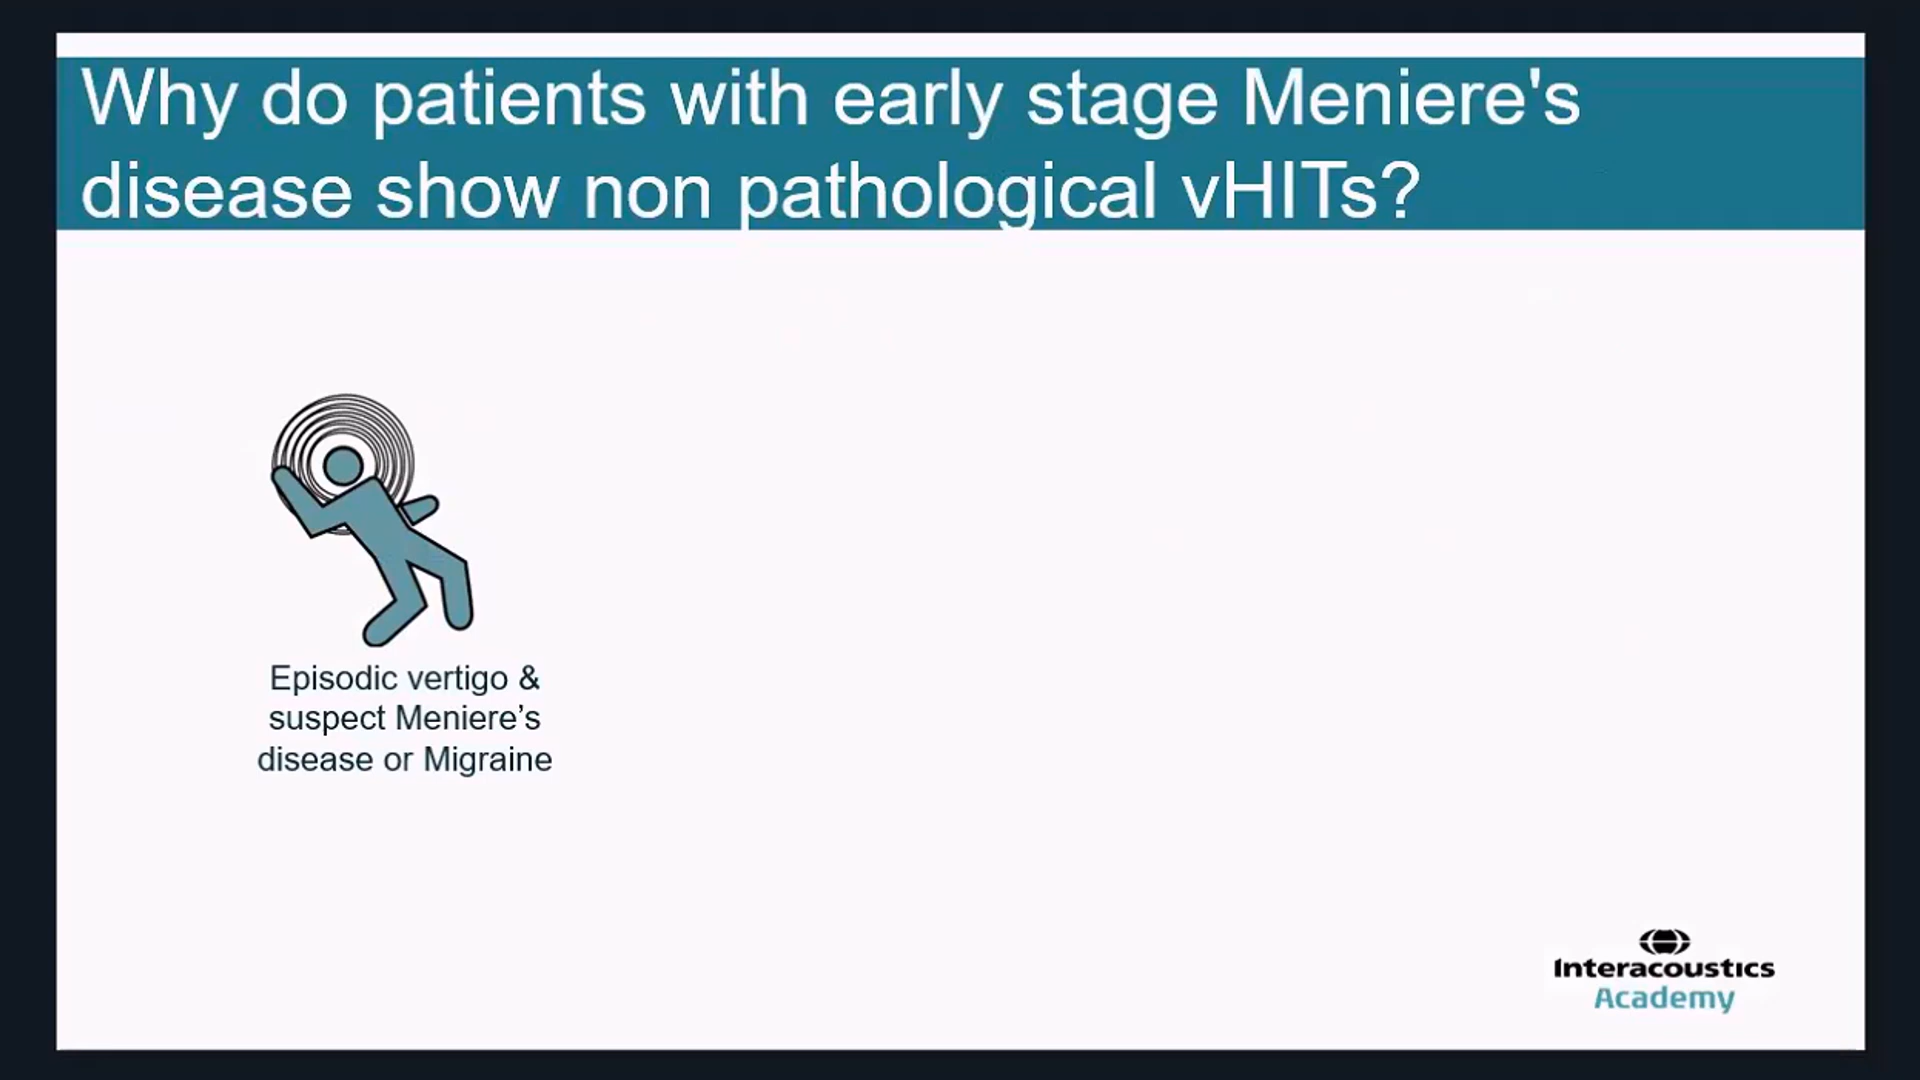 Why do patients with early stage Meniere's
disease show non pathological vHITs?
Episodic vertigo &
suspect Meniere’s
disease or Migraine
Interacoustics
Academy